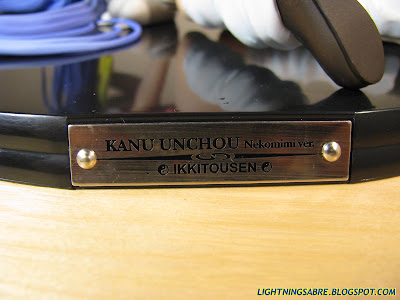 KANU UNCHOU Nekomimi ver.
☯ IKKITOUSEN ☯
LIGHTNINGSABRE.BLOGSPOT.COM